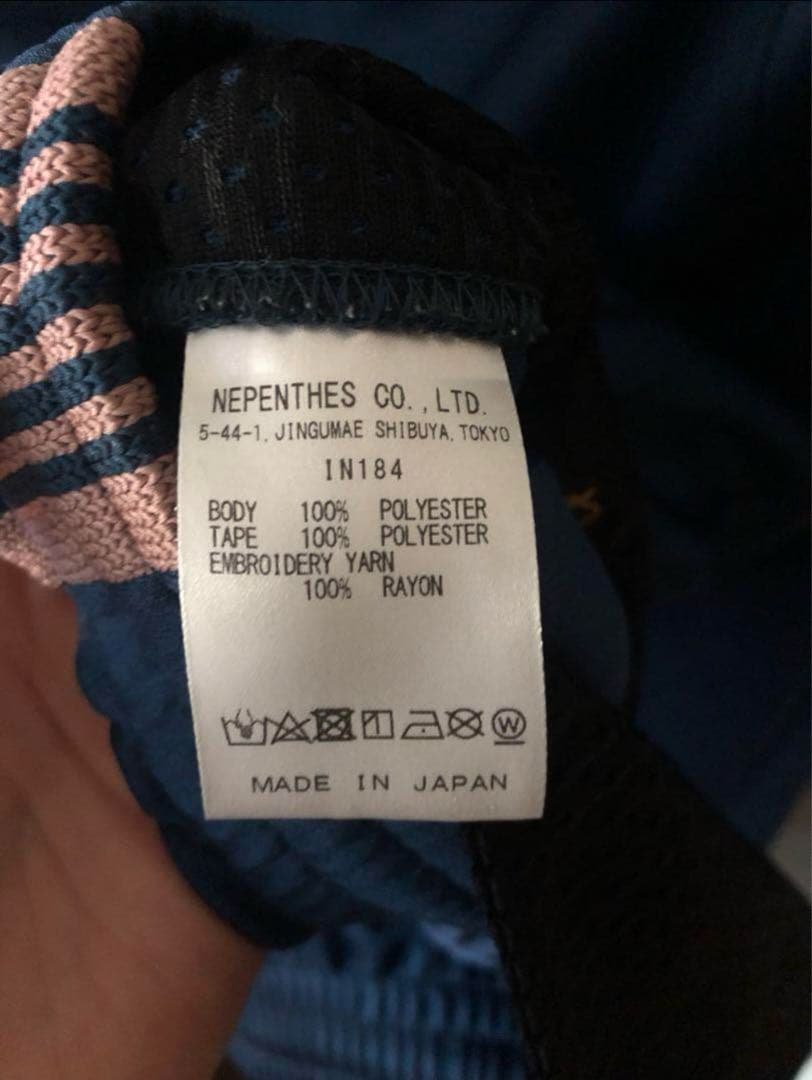 NEPENTHES CO.,LTD.
5-44-1, JINGUMAE SHIBUYA, TOKYO
IN184
BODY 100% POLYESTER
TAPE 100% POLYESTER
EMBROIDERY YARN
100% RAYON
W
MADE IN JAPAN